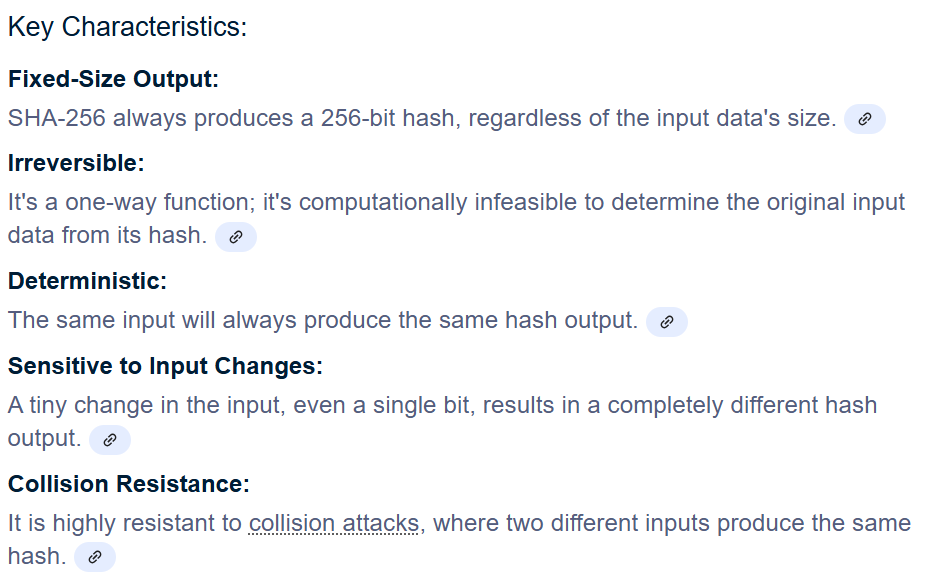 Key Characteristics:
Fixed-Size Output:
SHA-256 always produces a 256-bit hash, regardless of the input data's size.
Irreversible:
It's a one-way function; it's computationally infeasible to determine the original input
data from its hash.
Deterministic:
The same input will always produce the same hash output.
Sensitive to Input Changes:
A tiny change in the input, even a single bit, results in a completely different hash
output.
Collision Resistance:
It is highly resistant to collision attacks, where two different inputs produce the same
hash.